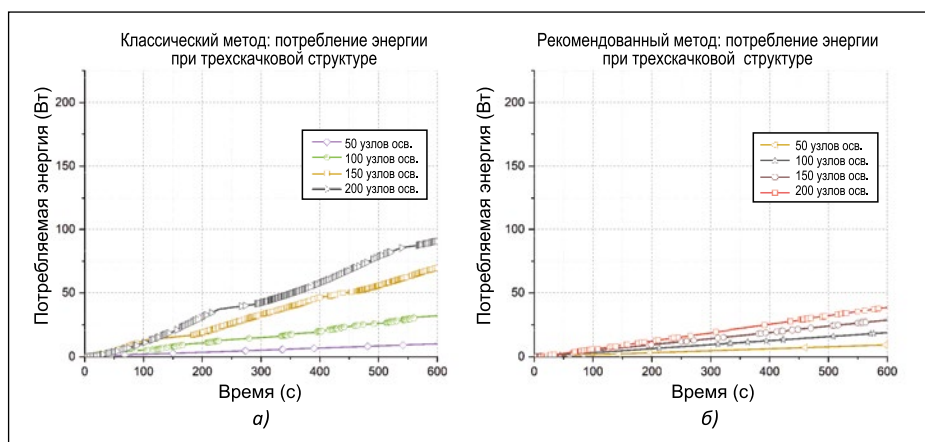 Классический метод: потребление энергии
при трехскачковой структуре
Потребляемая энергия (Вт)
200
150
100
50
0
50 узлов осв.
100 узлов осв.
150 узлов осв.
200 узлов осв.
0 100 200 300 400 500 600
Время (с)
а)
Рекомендованный метод: потребление энергии
при трехскачковой структуре
Потребляемая энергия (Вт)
200
150
100
50
0
50 узлов осв.
100 узлов осв.
150 узлов осв.
200 узлов осв.
0 100 200 300 400 500 600
Время (с)
б)